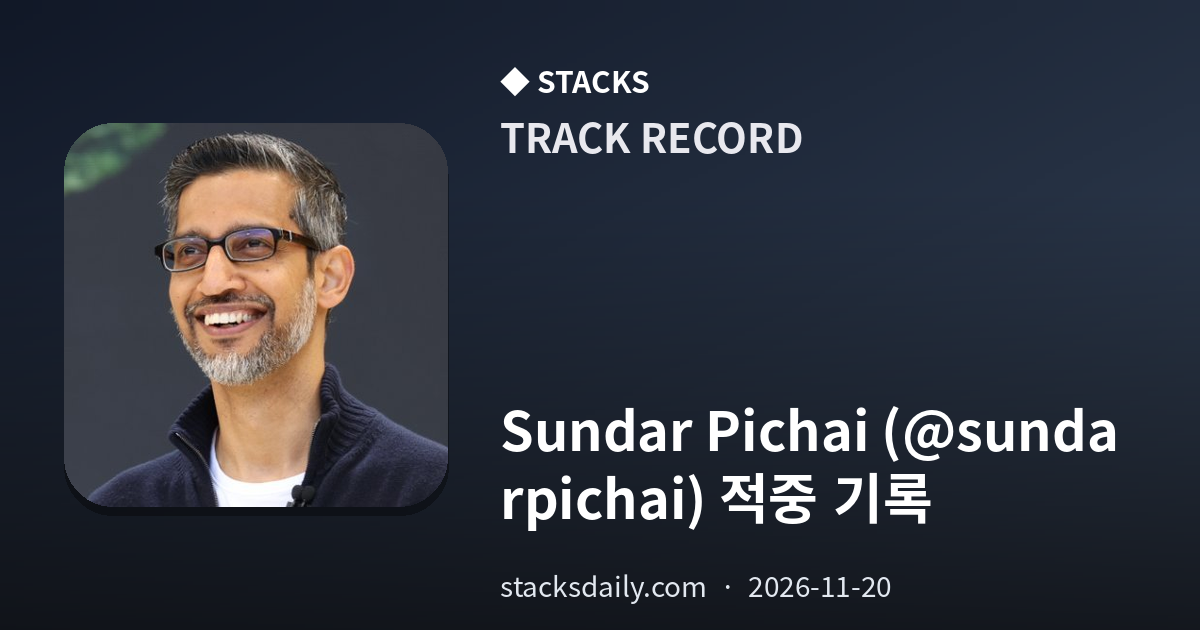 STACKS
TRACK RECORD
Sundar Pichai (@sunda
rpichai) 적중 기록
stacksdaily.com · 2026-11-20